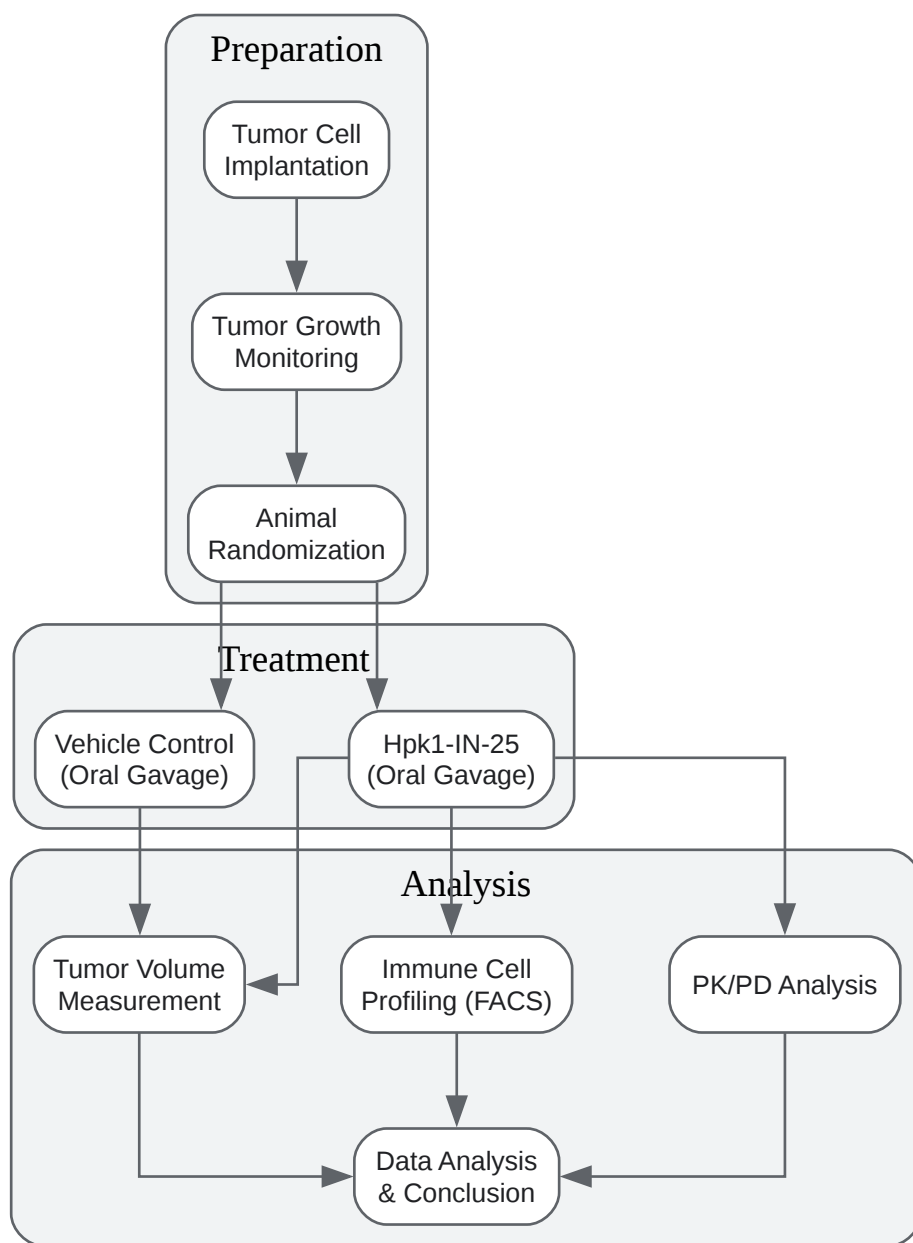 Preparation
Tumor Cell
Implantation
Tumor Growth
Monitoring
Animal
Randomization
Treatment
Vehicle Control
(Oral Gavage)
Hpk1-IN-25
(Oral Gavage)
Analysis
Tumor Volume
Measurement
Immune Cell
Profiling (FACS)
PK/PD Analysis
Data Analysis
& Conclusion